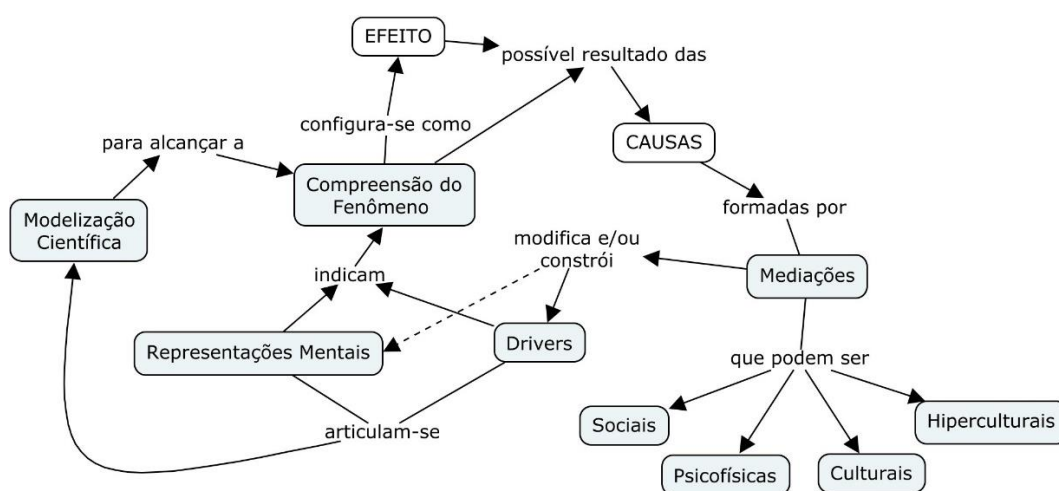 EFEITO
possível resultado das
configura-se como
CAUSAS
para alcançar a
Compreensão do
Fenômeno
formadas por
Modelização
Científica
modifica e/ou
constrói
Mediações
indicam
Representações Mentais
Drivers
que podem ser
articulam-se
Sociais
Hiperculturais
Psicofísicas
Culturais